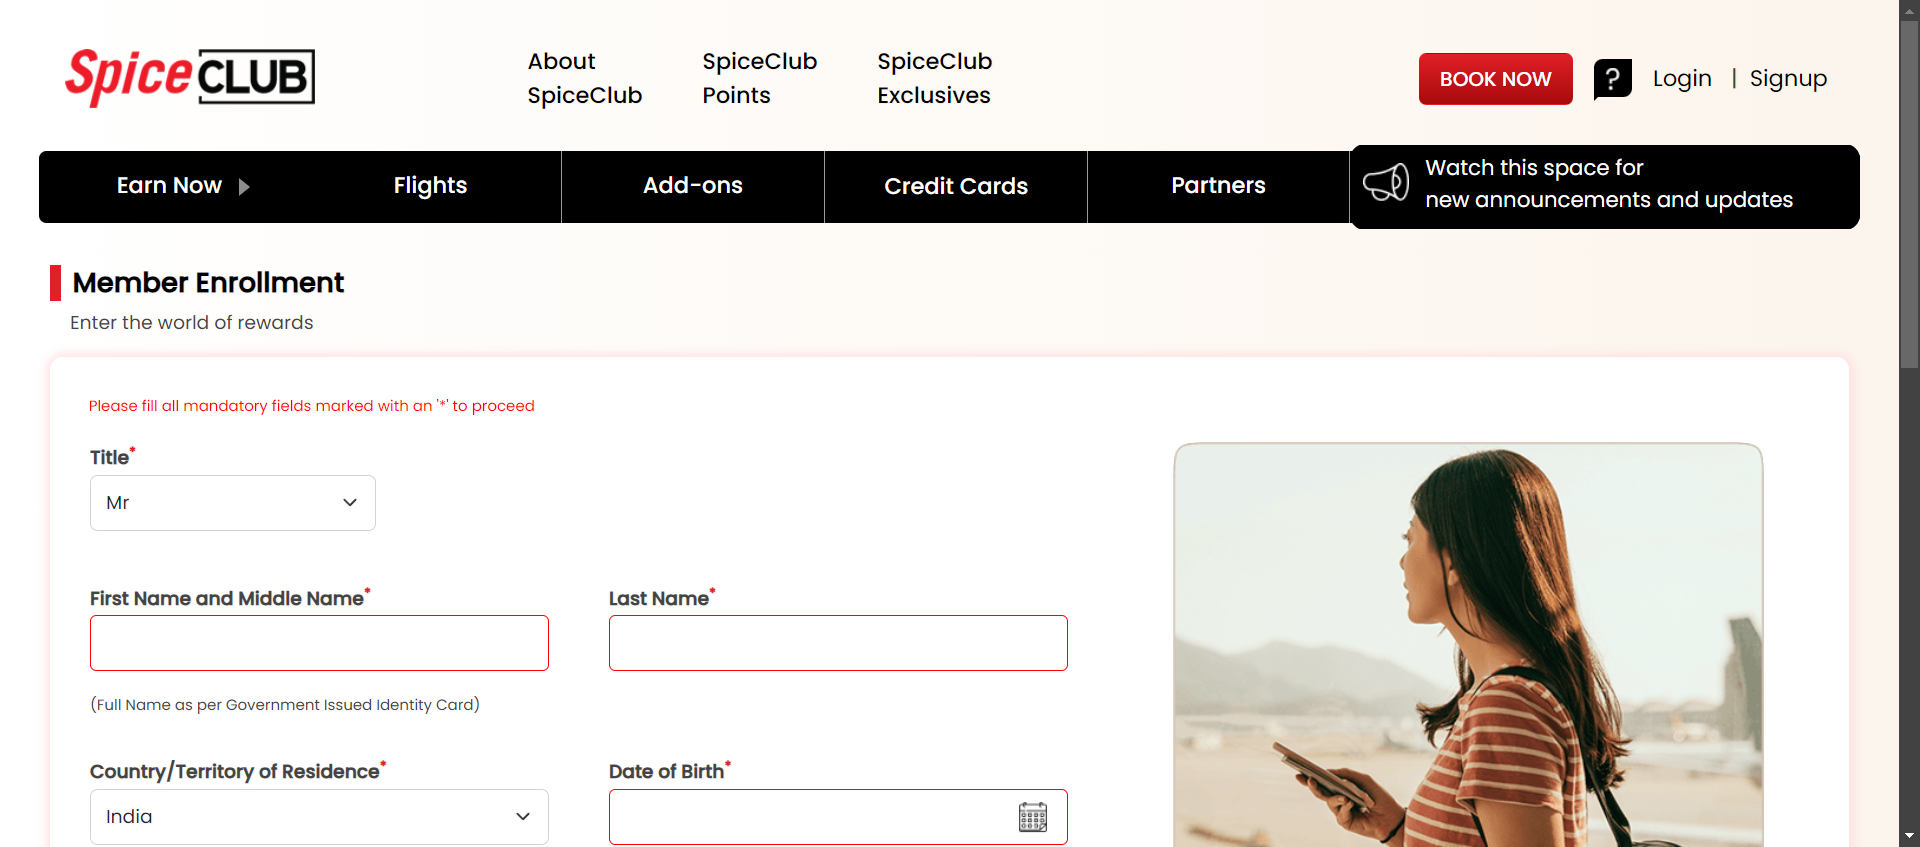 Spice CLUB
About
SpiceClub
SpiceClub
Points
SpiceClub
Exclusives
BOOK NOW
?
Login | Signup
Earn Now
Flights
Add-ons
Credit Cards
Partners
Watch this space for
new announcements and updates
Member Enrollment
Enter the world of rewards
Please fill all mandatory fields marked with an '*' to proceed
Title*
Mr
First Name and Middle Name*
Last Name*
(Full Name as per Government Issued Identity Card)
Country/Territory of Residence*
Date of Birth*
India